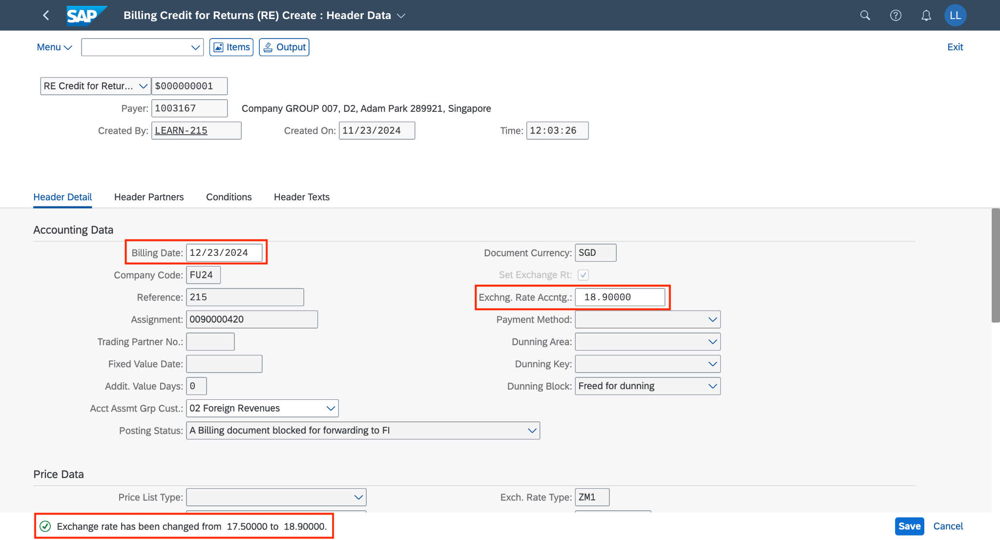 SAP Billing Credit for Returns (RE) Create : Header Data LL
Menu Items Output Exit
RE Credit for Retur... $000000001
Payer: 1003167 Company GROUP 007, D2, Adam Park 289921, Singapore
Created By: LEARN-215 Created On: 11/23/2024 Time: 12:03:26
Header Detail Header Partners Conditions Header Texts
Accounting Data
Billing Date: 12/23/2024 Document Currency: SGD
Company Code: FU24 Set Exchange Rt:
Reference: 215 Exchng. Rate Accntg.: 18.90000
Assignment: 0090000420 Payment Method:
Trading Partner No.: Dunning Area:
Fixed Value Date: Dunning Key:
Addit. Value Days: 0 Dunning Block: Freed for dunning
Acct Assmt Grp Cust.: 02 Foreign Revenues
Posting Status: A Billing document blocked for forwarding to FI
Price Data
Price List Type: Exch. Rate Type: ZM1
Exchange rate has been changed from 17.50000 to 18.90000. Save Cancel